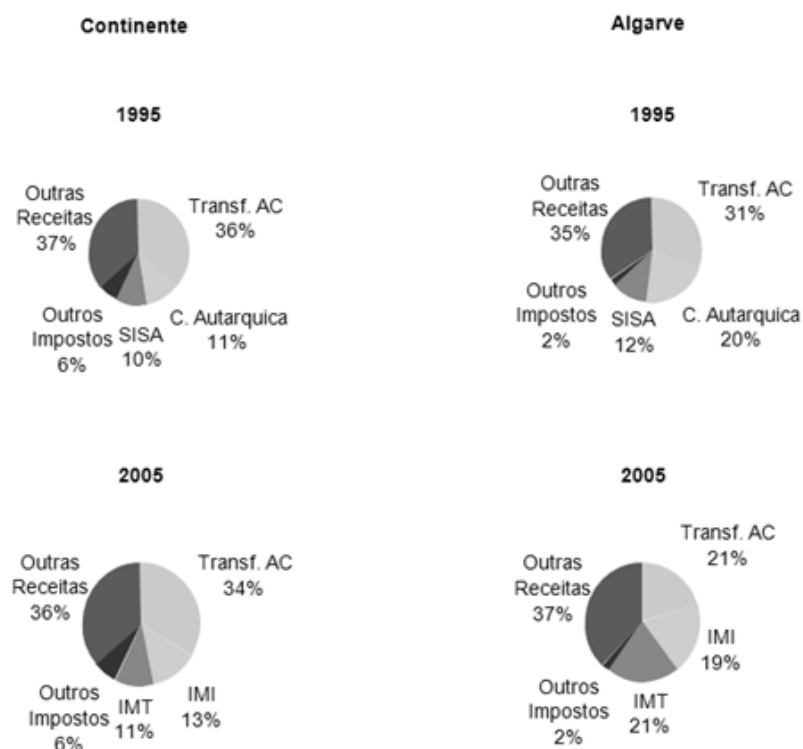 Continente
Algarve
1995
1995
Outras
Receitas
37%
Transf. AC
36%
Outros
Impostos
6%
SISA
10%
C. Autarquica
11%
Outras
Receitas
35%
Transf. AC
31%
Outros
Impostos
2%
SISA
12%
C. Autarquica
20%
2005
2005
Outras
Receitas
36%
Transf. AC
34%
Outros
Impostos
6%
IMT
11%
IMI
13%
Outras
Receitas
37%
Transf. AC
21%
IMI
19%
Outros
Impostos
2%
IMT
21%